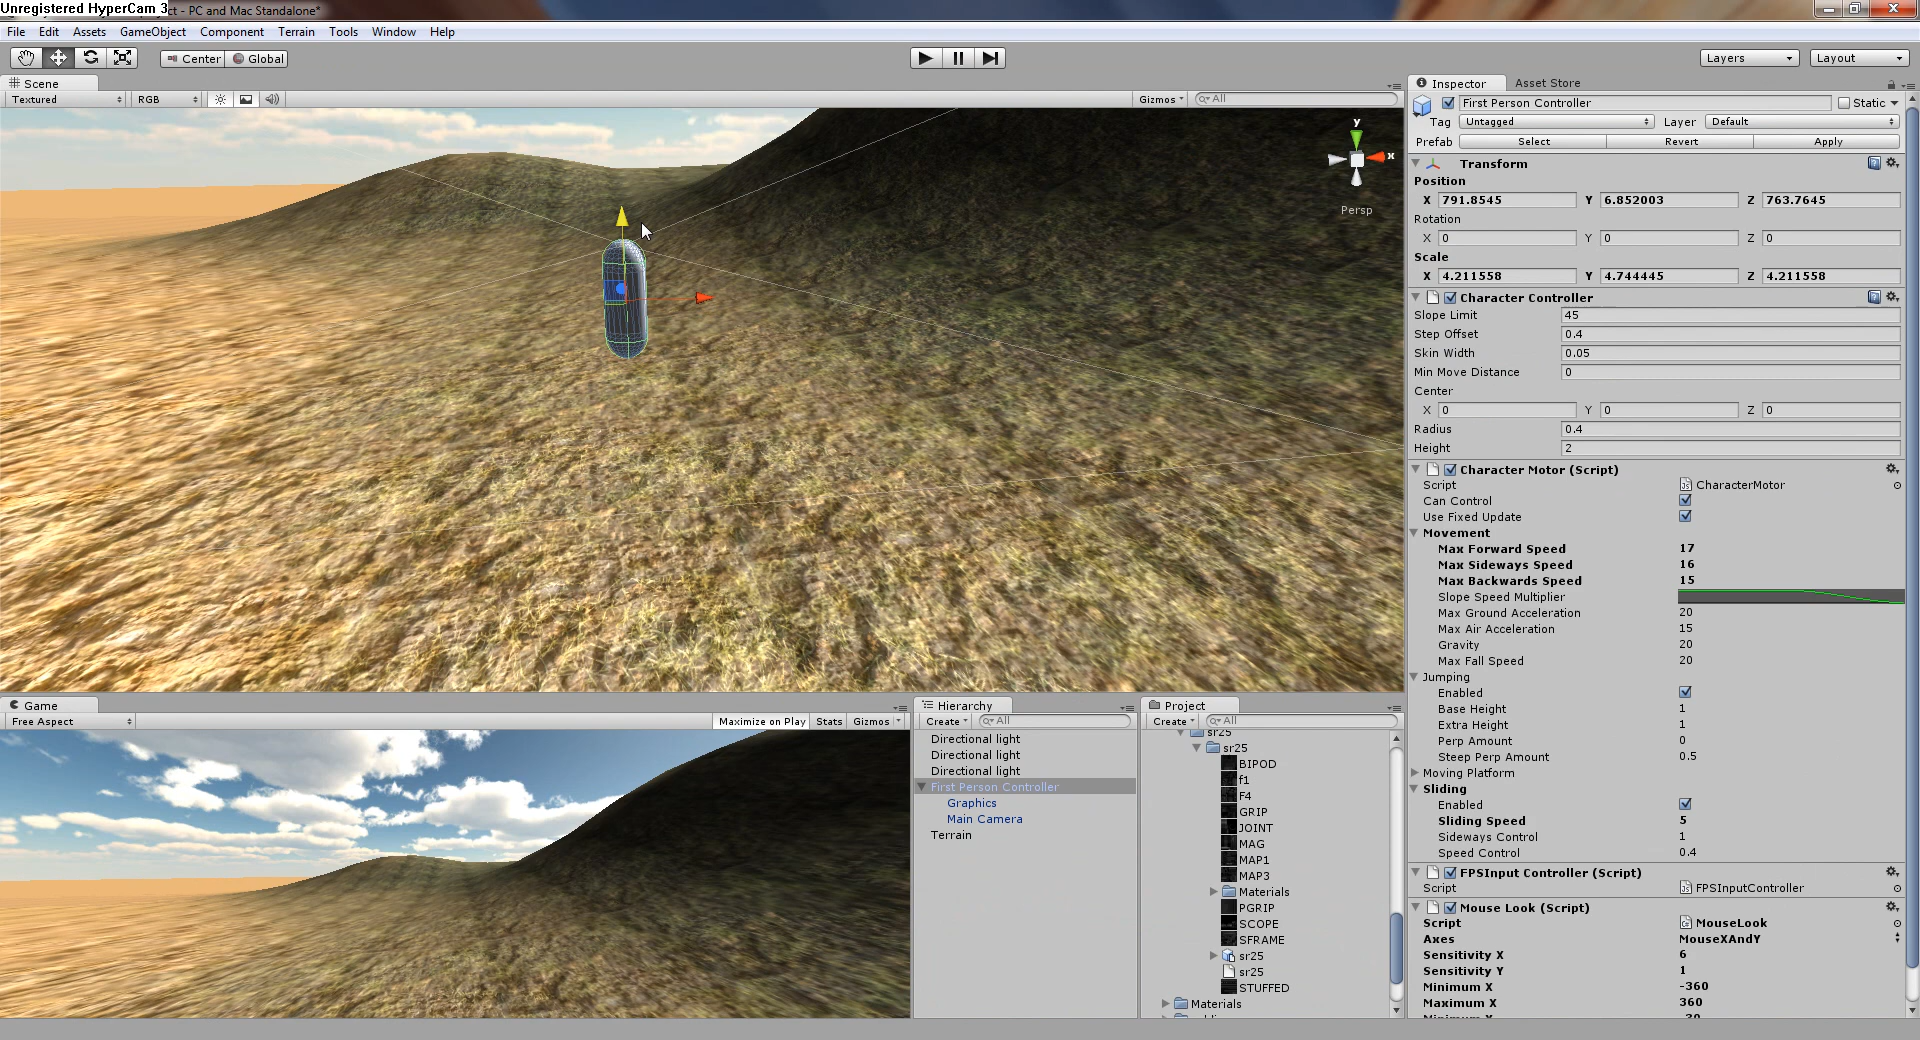 Unregistered HyperCam 3
ct - PC and Mac Standalone*
File Edit Assets GameObject Component Terrain Tools Window Help
Center Global
Layers Layout
Scene
Textured RGB Gizmos All
y
x
Persp
Inspector Asset Store
First Person Controller Static
Tag Untagged Layer Default
Prefab Select Revert Apply
Transform
Position
X 791.8545 Y 6.852003 Z 763.7645
Rotation
X 0 Y 0 Z 0
Scale
X 4.211558 Y 4.744445 Z 4.211558
Character Controller
Slope Limit 45
Step Offset 0.4
Skin Width 0.05
Min Move Distance 0
Center
X 0 Y 0 Z 0
Radius 0.4
Height 2
Character Motor (Script)
Script CharacterMotor
Can Control
Use Fixed Update
Movement
Max Forward Speed 17
Max Sideways Speed 16
Max Backwards Speed 15
Slope Speed Multiplier
Max Ground Acceleration 20
Max Air Acceleration 15
Gravity 20
Max Fall Speed 20
Jumping
Enabled
Base Height 1
Extra Height 1
Perp Amount 0
Steep Perp Amount 0.5
Moving Platform
Sliding
Enabled
Sliding Speed 5
Sideways Control 1
Speed Control 0.4
FPSInput Controller (Script)
Script FPSInputController
Mouse Look (Script)
Script MouseLook
Axes MouseXAndY
Sensitivity X 6
Sensitivity Y 1
Minimum X -360
Maximum X 360
Game
Free Aspect Maximize on Play Stats Gizmos
Hierarchy
Create All
Directional light
Directional light
Directional light
First Person Controller
Graphics
Main Camera
Terrain
Project
Create All
sr25
sr25
BIPOD
f1
F4
GRIP
JOINT
MAG
MAP1
MAP3
Materials
PGRIP
SCOPE
SFRAME
sr25
sr25
STUFFED
Materials